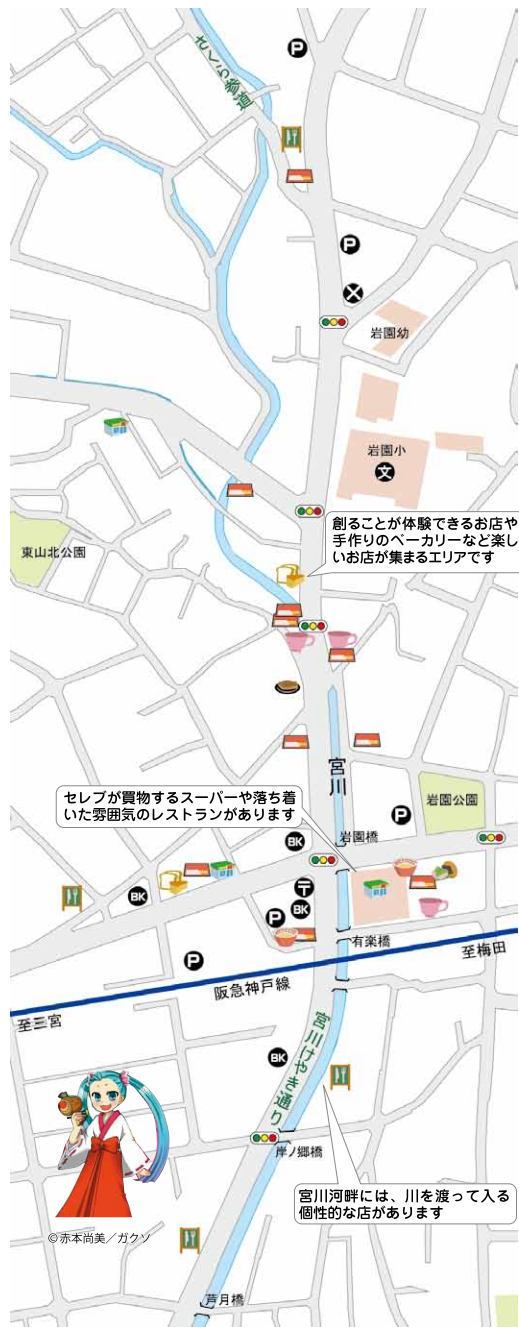 P
さくら参道
P
岩園幼
岩園小
文
創ることが体験できるお店や
手作りのベーカリーなど楽し
いお店が集まるエリアです
東山北公園
宮川
セレブが買物するスーパーや落ち着
いた雰囲気のレストランがあります
岩園公園
P
岩園橋
BK
BK
〒
BK
P
有楽橋
P
至梅田
阪急神戸線
至三宮
宮川けやき通り
BK
岸ノ郷橋
宮川河畔には、川を渡って入る
個性的な店があります
©赤本尚美／ガクソ
芦月橋